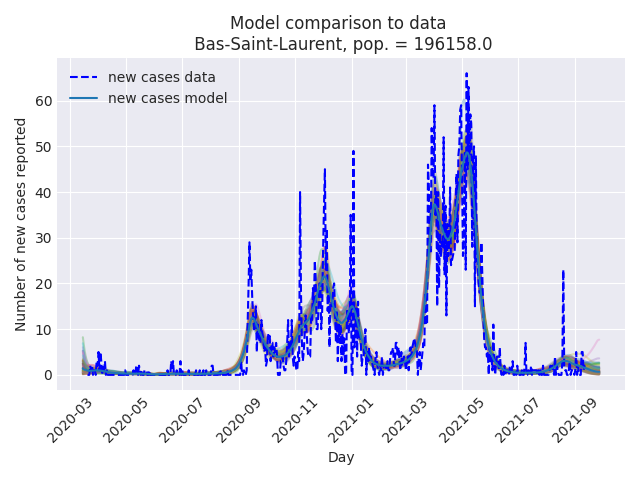 Model comparison to data
Bas-Saint-Laurent, pop. = 196158.0
new cases data
new cases model
Number of new cases reported
60
50
40
30
20
10
0
2020-03
2020-05
2020-07
2020-09
2020-11
2021-01
2021-03
2021-05
2021-07
2021-09
Day